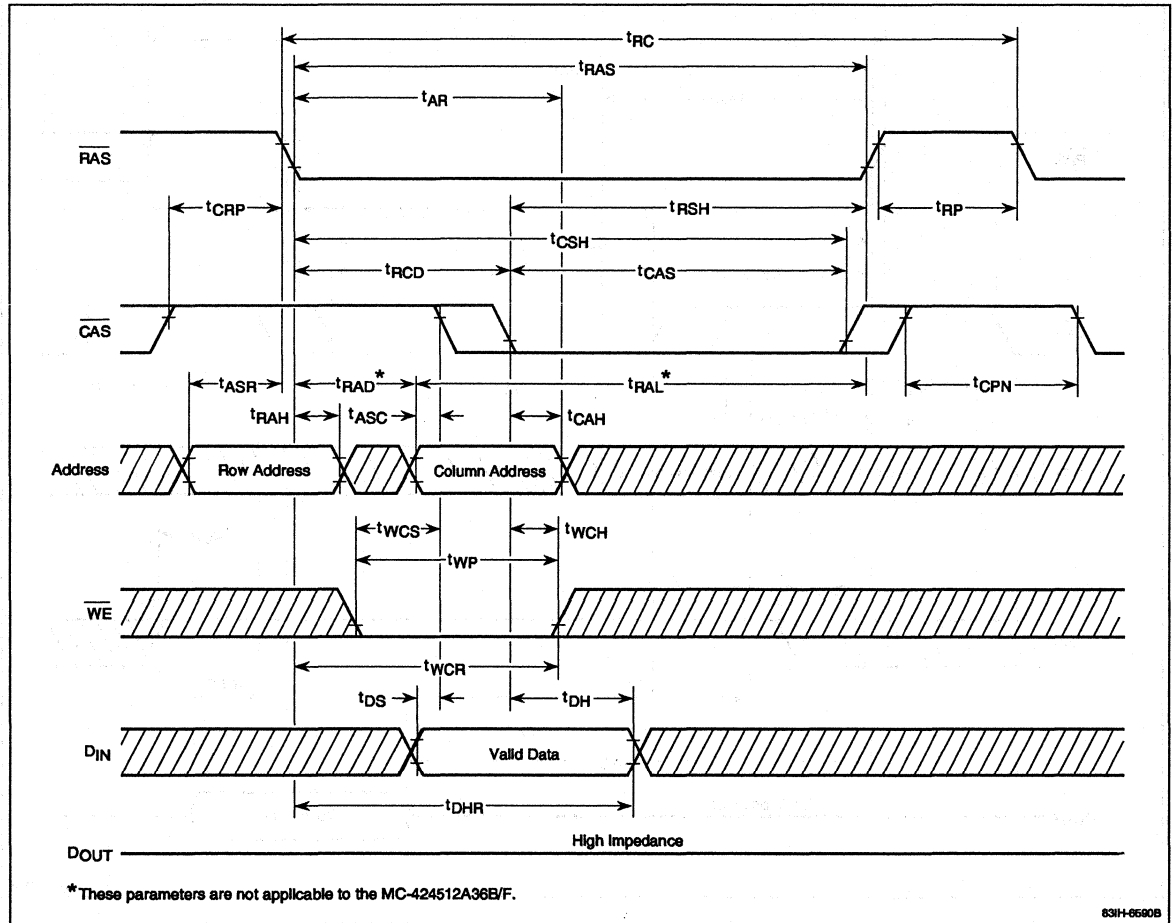 tRC
tRAS
tAR
RAS
tCRP
tRSH
tRP
tCSH
tRCD
tCAS
CAS
tASR
tRAD*
tRAL*
tCPN
tRAH
tASC
tCAH
Address
Row Address
Column Address
tWCS
tWCH
tWP
WE
tWCR
tDS
tDH
DIN
Valid Data
tDHR
High Impedance
DOUT
*These parameters are not applicable to the MC-424512A36B/F.
83IH-6590B